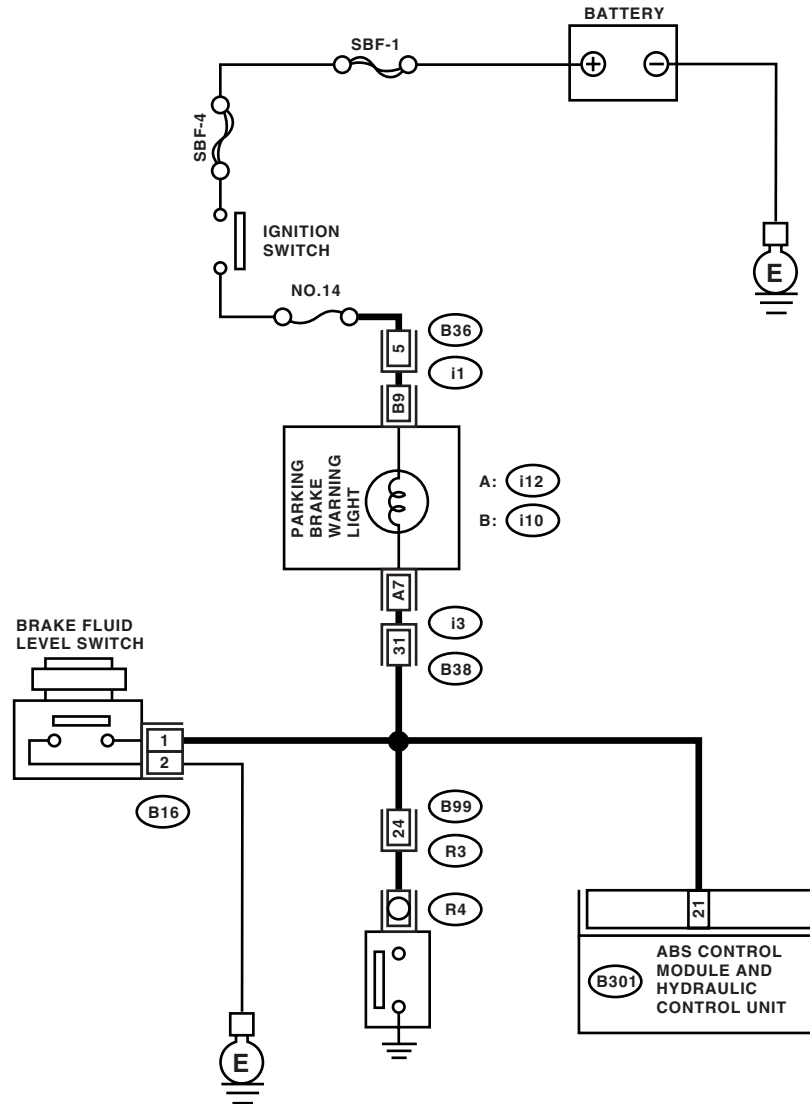 BATTERY
SBF-1
+
−
SBF-4
IGNITION
SWITCH
E
NO.14
5
B36
i1
B9
PARKING
BRAKE
WARNING
LIGHT
A: i12
B: i10
A7
i3
31
B38
BRAKE FLUID
LEVEL SWITCH
1
2
B16
B99
24
R3
R4
21
B301
ABS CONTROL
MODULE AND
HYDRAULIC
CONTROL UNIT
E